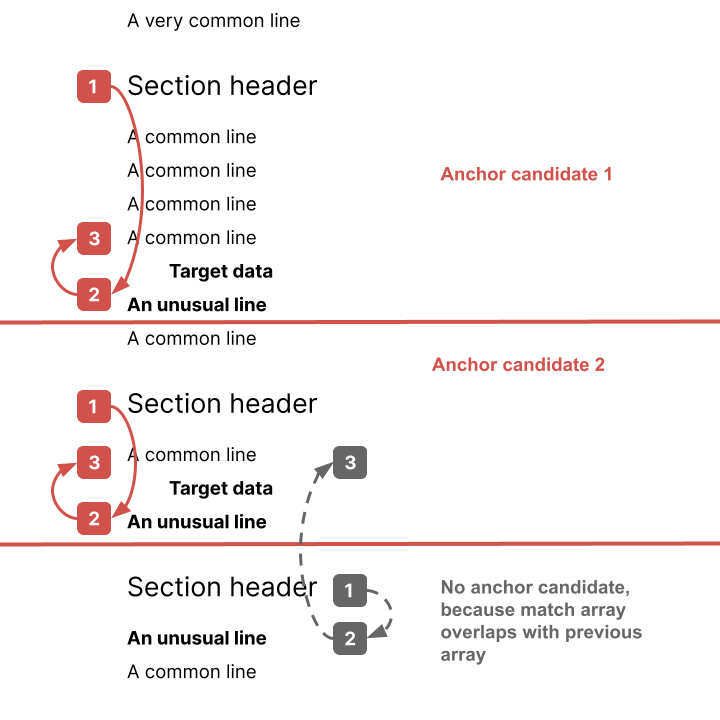 A very common line
1 Section header
A common line
A common line
Anchor candidate 1
A common line
3 A common line
Target data
2 An unusual line
A common line
Anchor candidate 2
1 Section header
3 A common line 3
Target data
2 An unusual line
Section header 1
No anchor candidate,
because match array
overlaps with previous
array
An unusual line 2
A common line